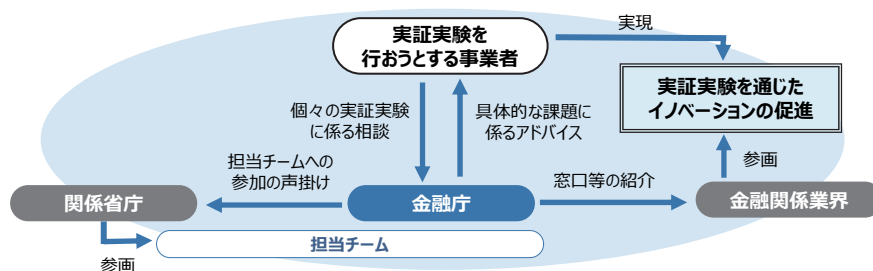 実証実験を
行おうとする事業者
実現
実証実験を通じた
イノベーションの促進
個々の実証実験
に係る相談
具体的な課題に
係るアドバイス
担当チームへの
参加の声掛け
窓口等の紹介
参画
関係省庁
金融庁
金融関係業界
担当チーム
参画